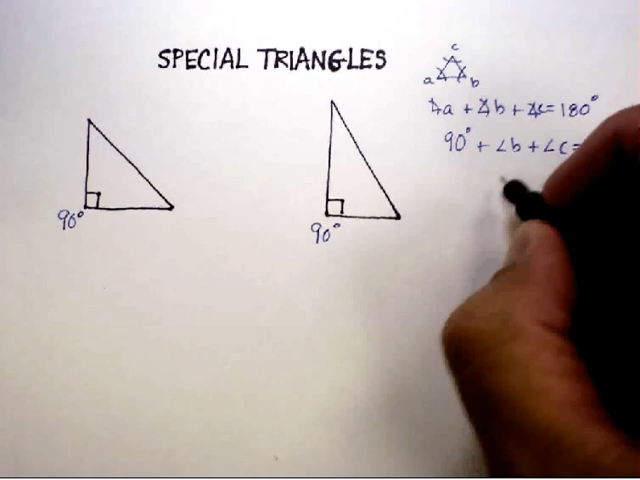 SPECIAL TRIANGLES
c
a b
∡a + ∡b + ∡c = 180°
90° + ∠b + ∠c =
90°
90°